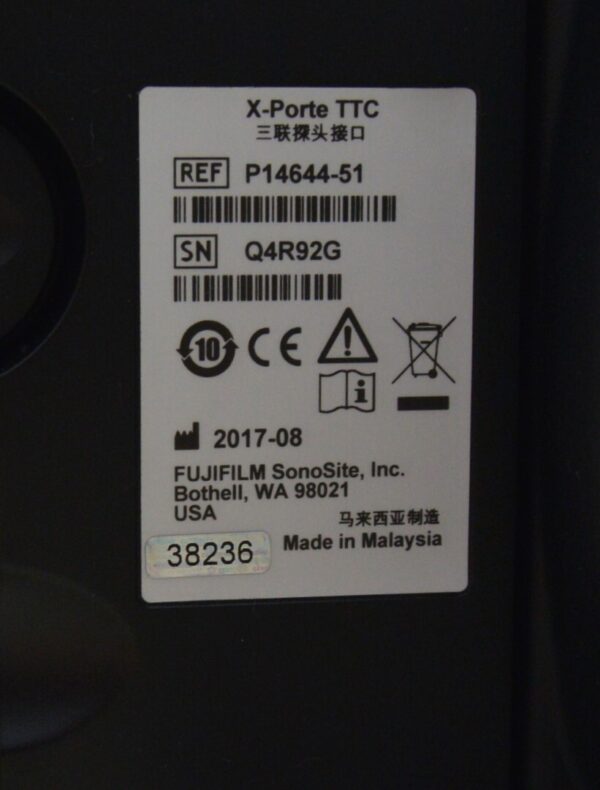 X-Porte TTC
三联探头接口
REF P14644-51
SN Q4R92G
10 CE
2017-08
FUJIFILM SonoSite, Inc.
Bothell, WA 98021
USA
马来西亚制造
Made in Malaysia
38236